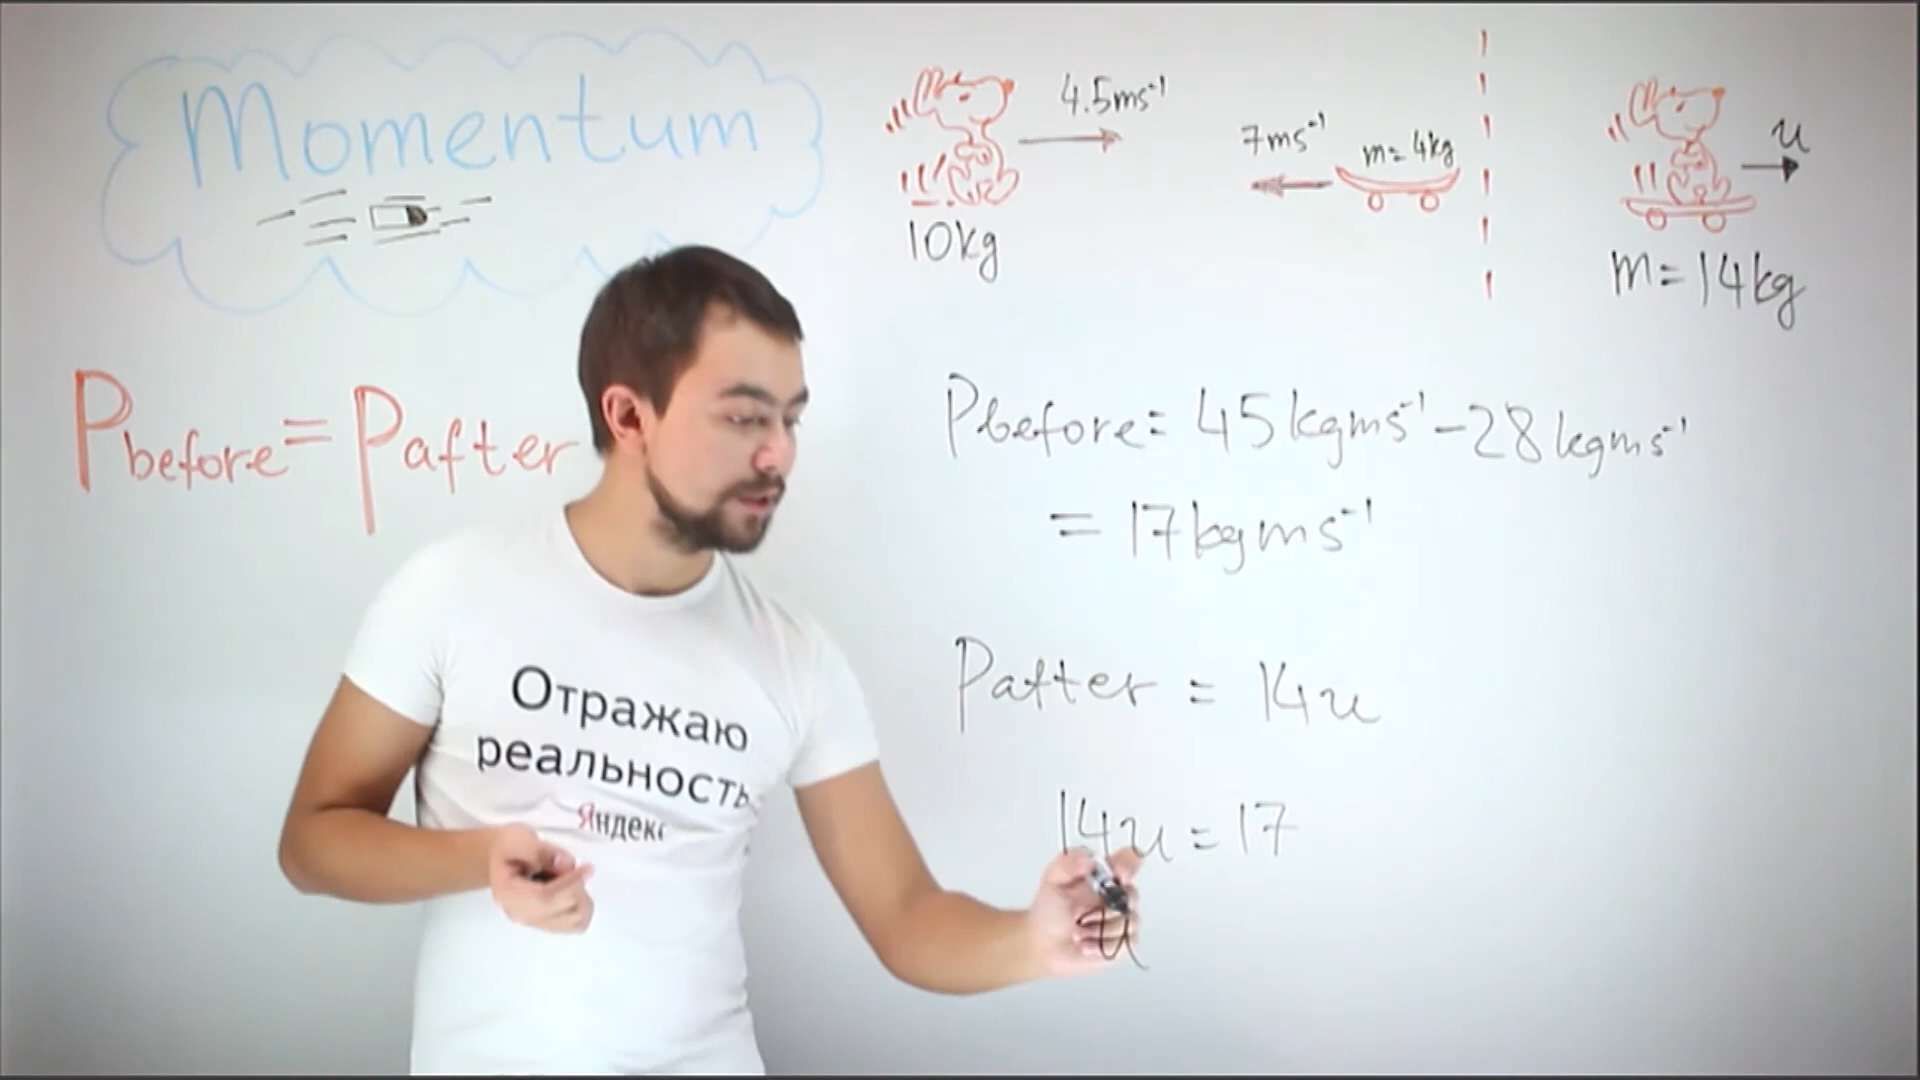 Momentum
4.5ms⁻¹
10kg
7ms⁻¹
m=4kg
u
m=14kg
Pbefore=Pafter
Pbefore=45kgms⁻¹-28kgms⁻¹
=17kgms⁻¹
Pafter=14u
14u=17
u
Отражаю
реальность
Яндекс